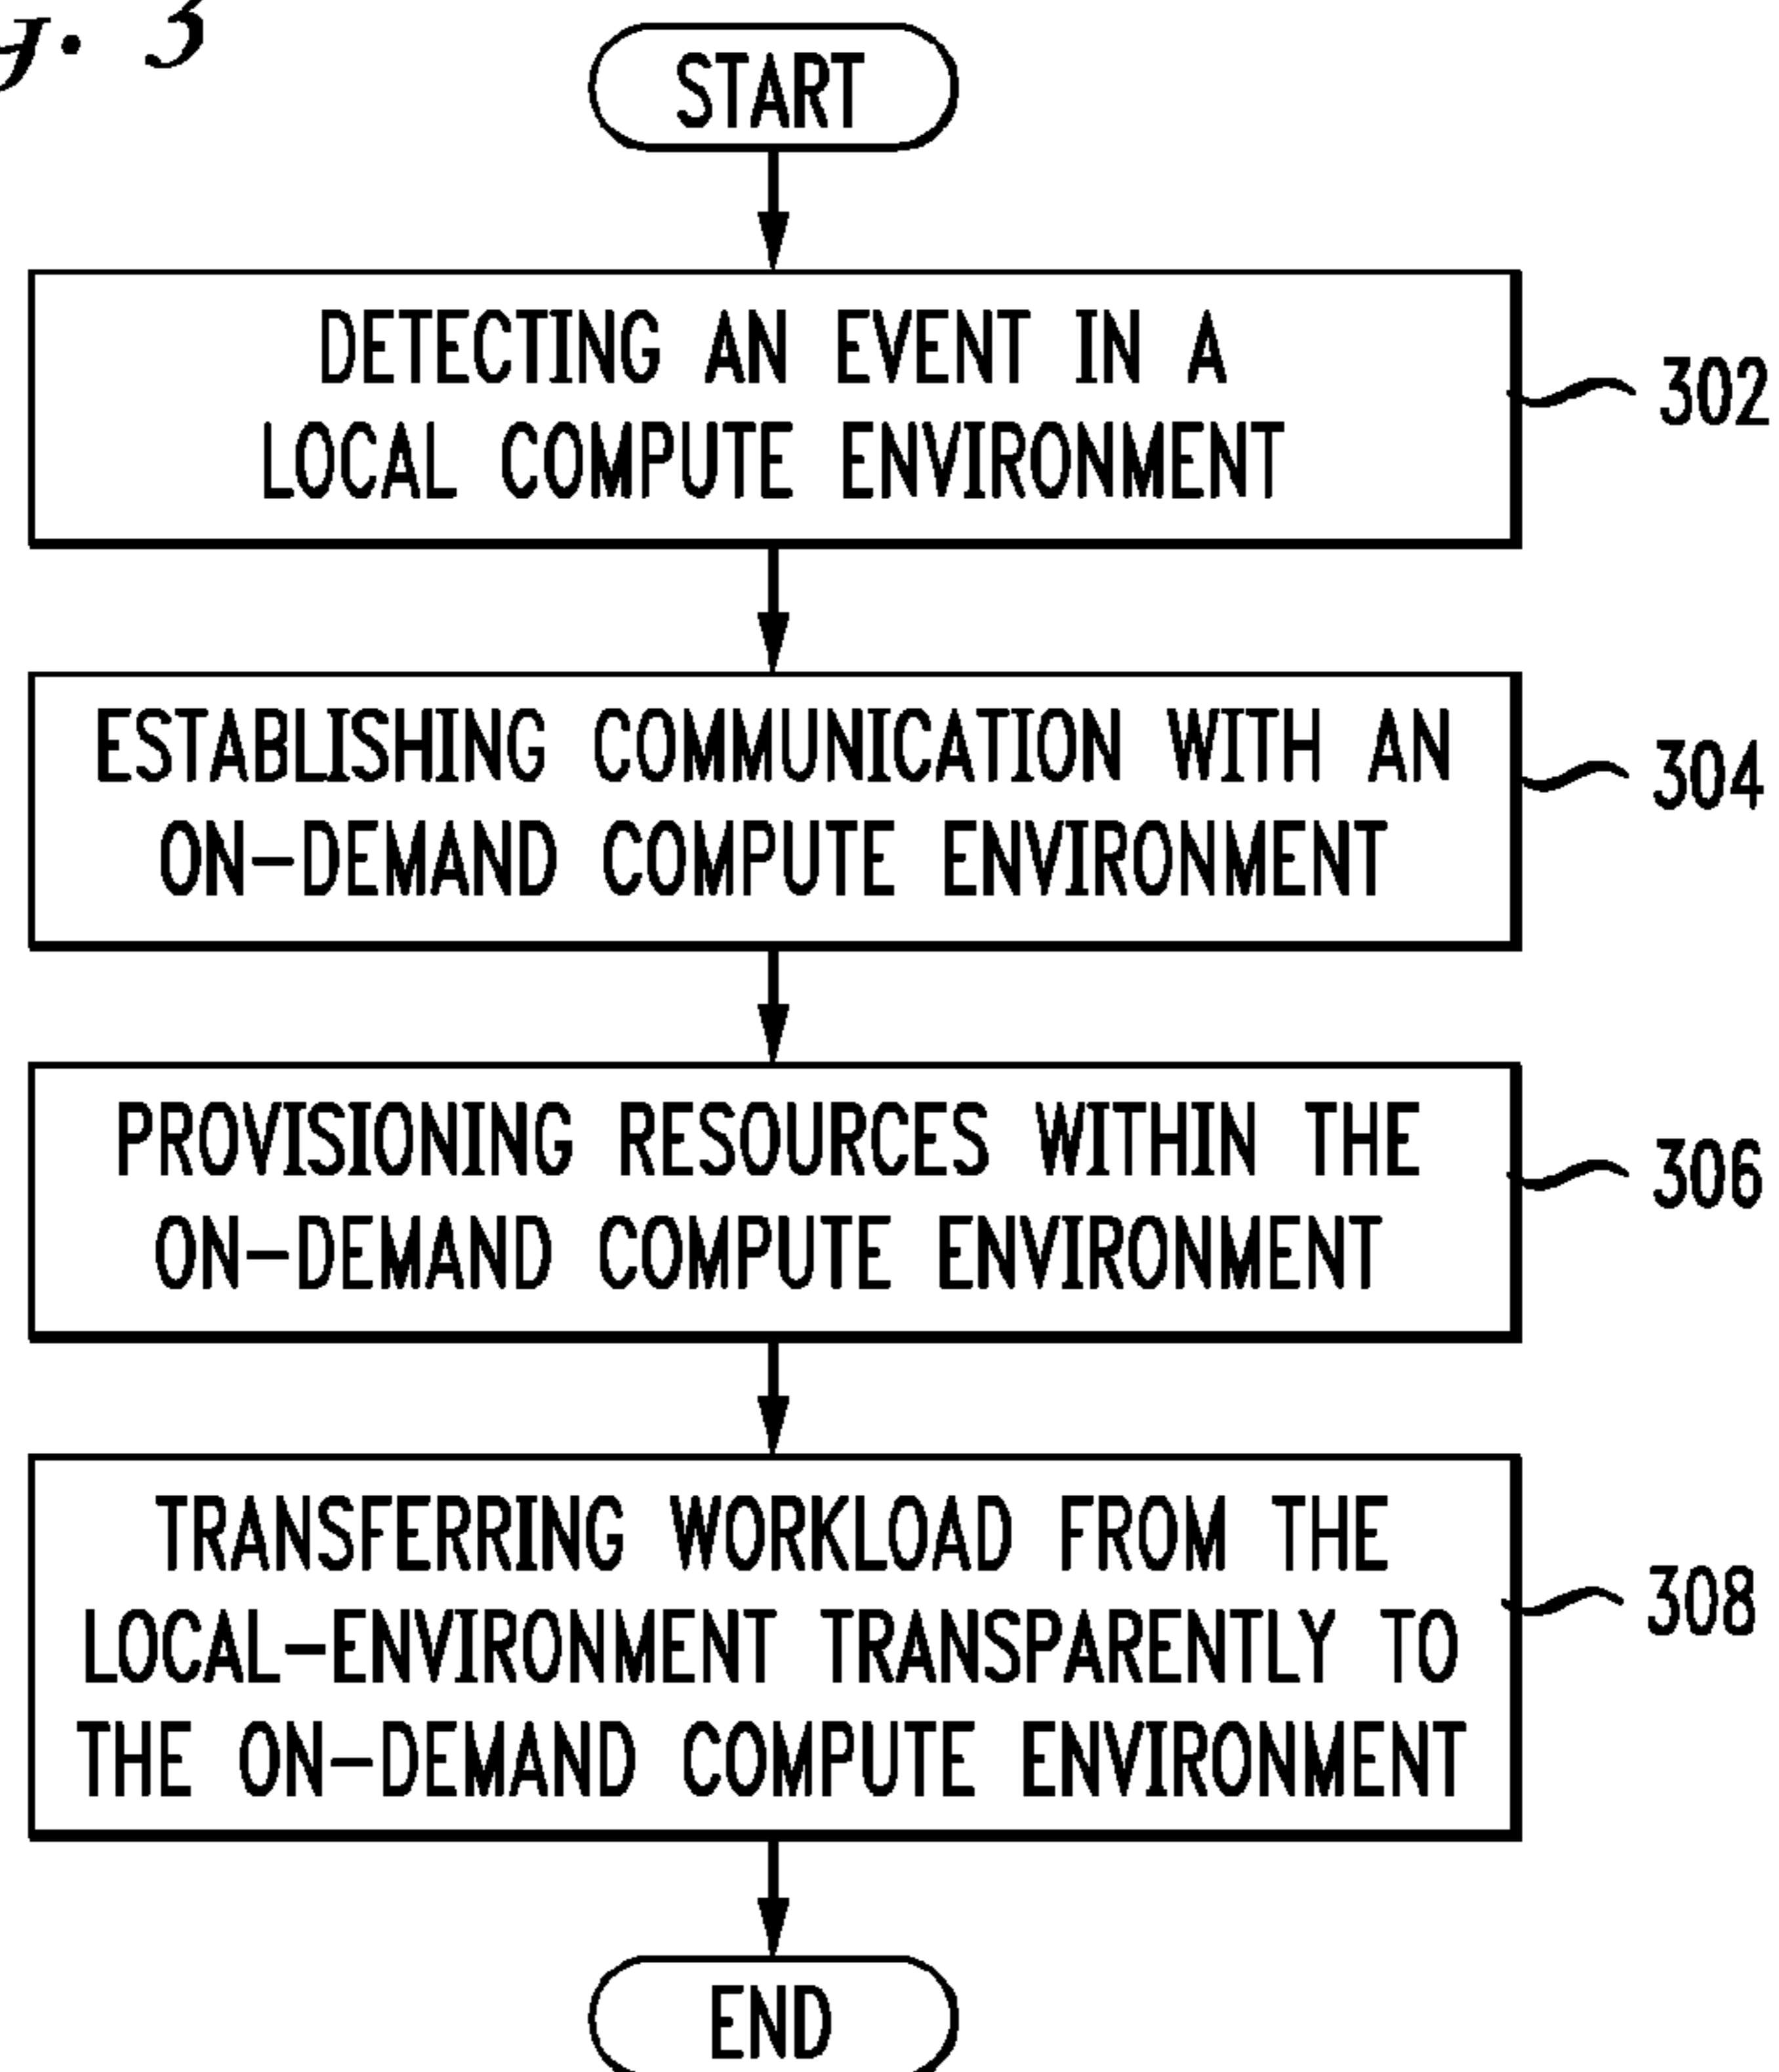 g. 3
START
DETECTING AN EVENT IN A
LOCAL COMPUTE ENVIRONMENT
302
ESTABLISHING COMMUNICATION WITH AN
ON-DEMAND COMPUTE ENVIRONMENT
304
PROVISIONING RESOURCES WITHIN THE
ON-DEMAND COMPUTE ENVIRONMENT
306
TRANSFERRING WORKLOAD FROM THE
LOCAL-ENVIRONMENT TRANSPARENTLY TO
THE ON-DEMAND COMPUTE ENVIRONMENT
308
END